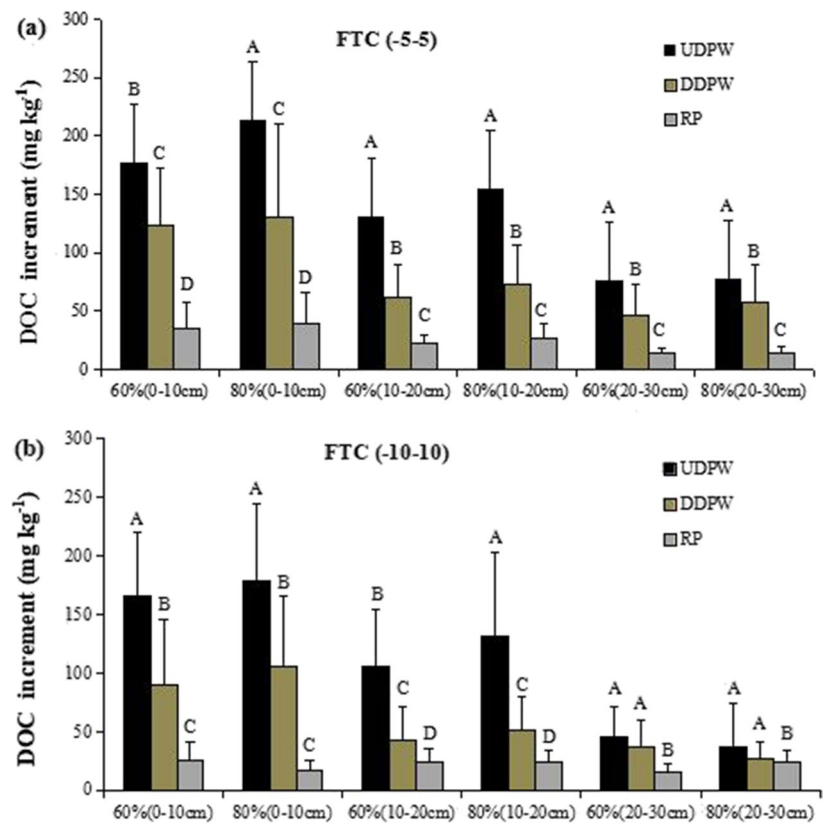 (a)
FTC (-5-5)
DOC increment (mg kg⁻¹)
300
250
200
150
100
50
0
UDPW
DDPW
RP
B
C
D
A
C
D
A
B
C
A
B
C
A
B
C
A
B
C
60%(0-10cm) 80%(0-10cm) 60%(10-20cm) 80%(10-20cm) 60%(20-30cm) 80%(20-30cm)
(b)
FTC (-10-10)
DOC increment (mg kg⁻¹)
300
250
200
150
100
50
0
UDPW
DDPW
RP
A
B
C
A
B
C
B
C
D
A
C
D
A
A
B
A
A
B
60%(0-10cm) 80%(0-10cm) 60%(10-20cm) 80%(10-20cm) 60%(20-30cm) 80%(20-30cm)